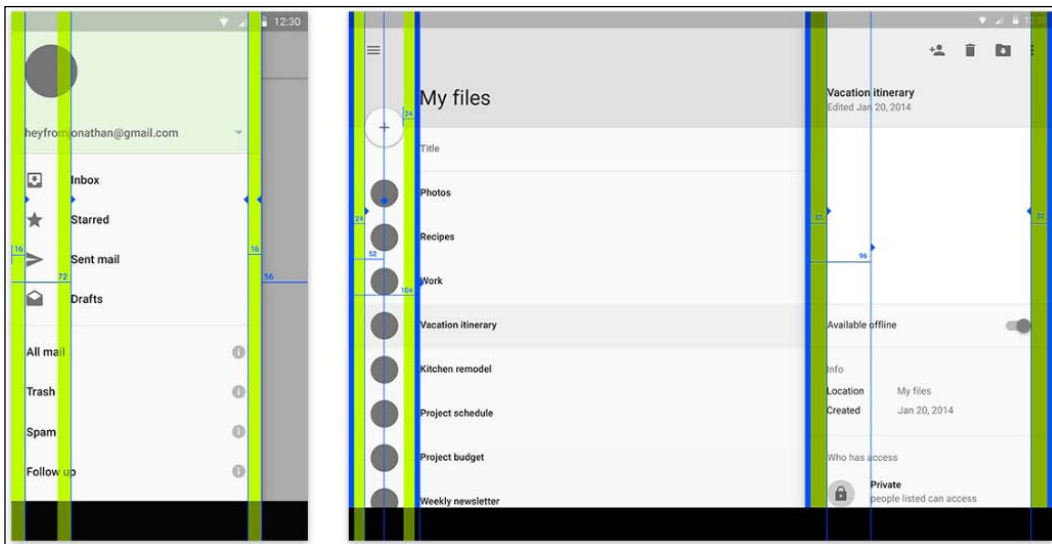 12:30
heyfromjonathan@gmail.com
Inbox
Starred
16
16
Sent mail
72
56
Drafts
All mail
Trash
Spam
Follow up
12:30
My files
24
+
Title
Photos
24
Recipes
52
Work
104
Vacation itinerary
Kitchen remodel
Project schedule
Project budget
Weekly newsletter
Vacation itinerary
Edited Jan 20, 2014
32
32
96
Available offline
Info
Location My files
Created Jan 20, 2014
Who has access
Private
people listed can access